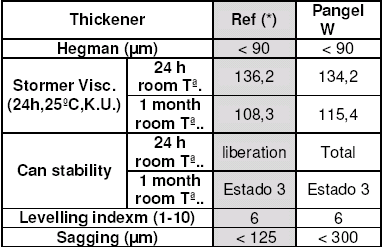 Thickener Ref (*) Pangel W
Hegman (µm) < 90 < 90
Stormer Visc. (24h,25ºC,K.U.) 24 h room Tª. 136,2 134,2
1 month room Tª.. 108,3 115,4
Can stability 24 h room Tª.. liberation Total
1 month room Tª.. Estado 3 Estado 3
Levelling indexm (1-10) 6 6
Sagging (µm) < 125 < 300